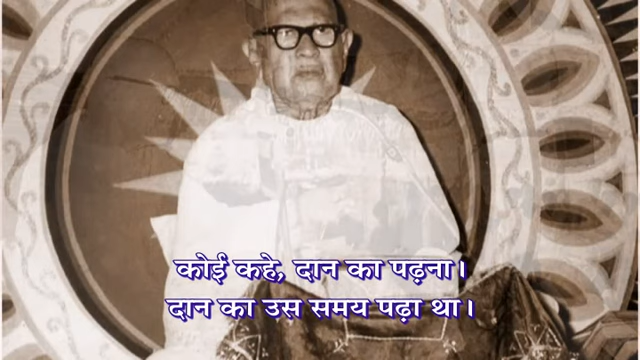 कोई कहे, दान का पढ़ना।
दान का उस समय पढ़ा था।